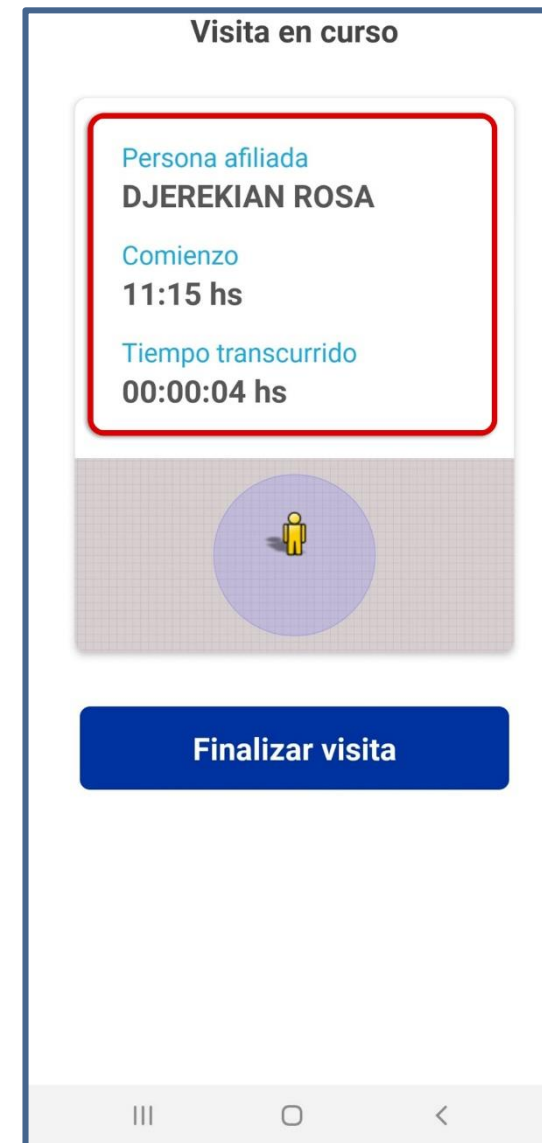 Visita en curso
Persona afiliada
DJEREKIAN ROSA
Comienzo
11:15 hs
Tiempo transcurrido
00:00:04 hs
Finalizar visita